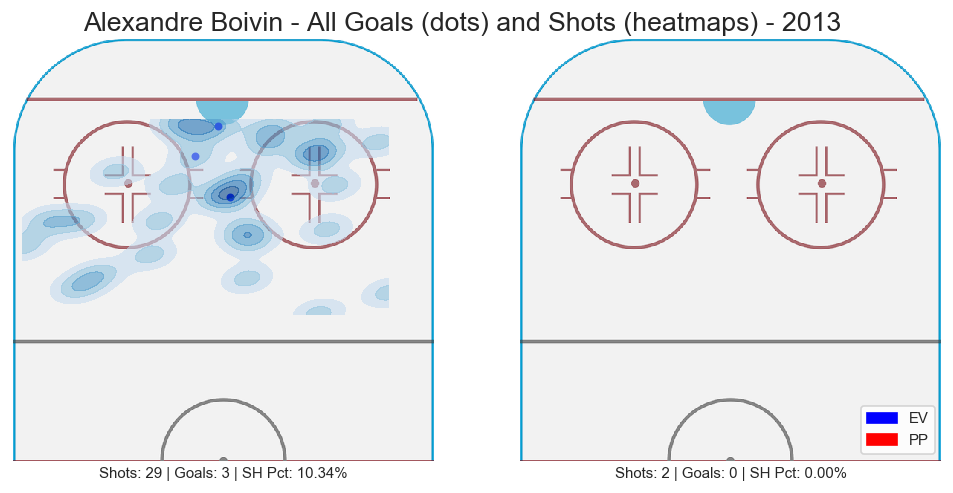 Alexandre Boivin - All Goals (dots) and Shots (heatmaps) - 2013
EV
PP
Shots: 29 | Goals: 3 | SH Pct: 10.34%
Shots: 2 | Goals: 0 | SH Pct: 0.00%